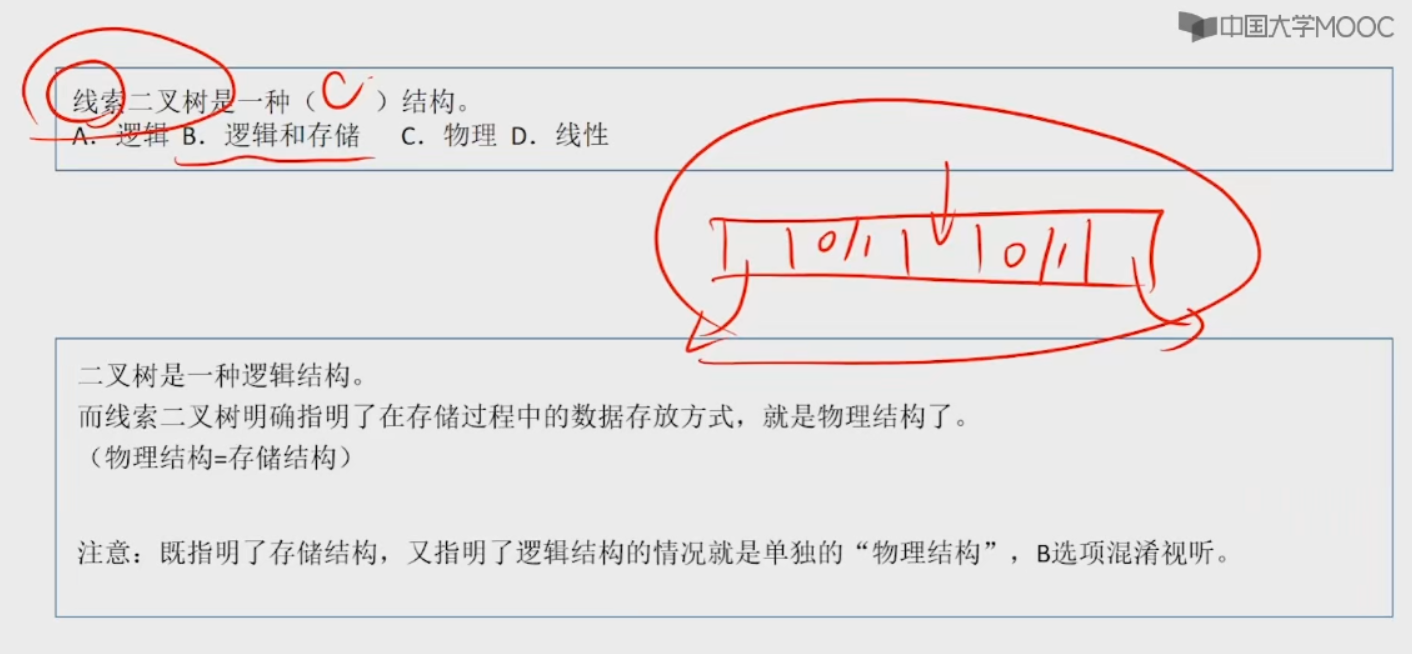 中国大学MOOC
线索二叉树是一种（ C ）结构。
A．逻辑 B．逻辑和存储 C．物理 D．线性
0/1 0/1
二叉树是一种逻辑结构。
而线索二叉树明确指明了在存储过程中的数据存放方式，就是物理结构了。
（物理结构=存储结构）
注意：既指明了存储结构，又指明了逻辑结构的情况就是单独的“物理结构”，B选项混淆视听。